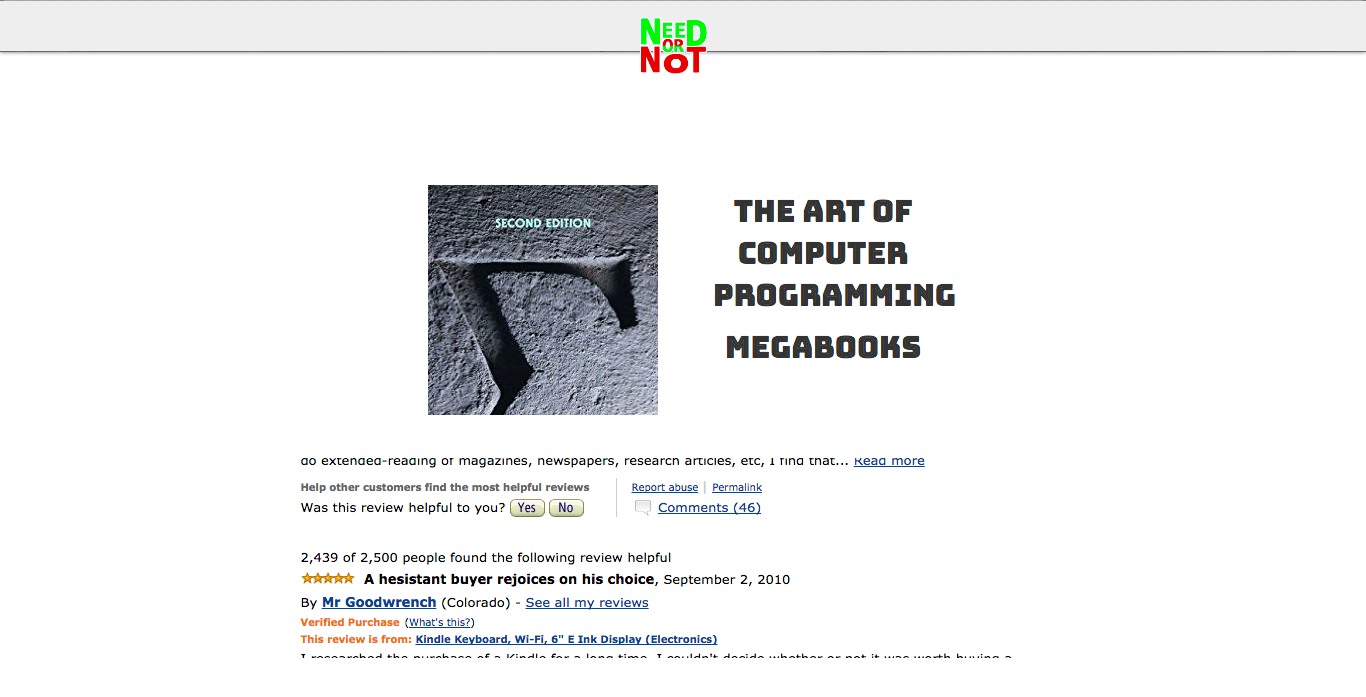 NEED
OR
NOT
SECOND EDITION
THE ART OF
COMPUTER
PROGRAMMING
MEGABOOKS
do extended-reading of magazines, newspapers, research articles, etc, I find that... Read more
Help other customers find the most helpful reviews
Report abuse | Permalink
Was this review helpful to you? Yes No
Comments (46)
2,439 of 2,500 people found the following review helpful
A hesistant buyer rejoices on his choice, September 2, 2010
By Mr Goodwrench (Colorado) - See all my reviews
Verified Purchase (What's this?)
This review is from: Kindle Keyboard, Wi-Fi, 6" E Ink Display (Electronics)
I researched the purchase of a Kindle for a long time. I couldn't decide whether or not it was worth buying a